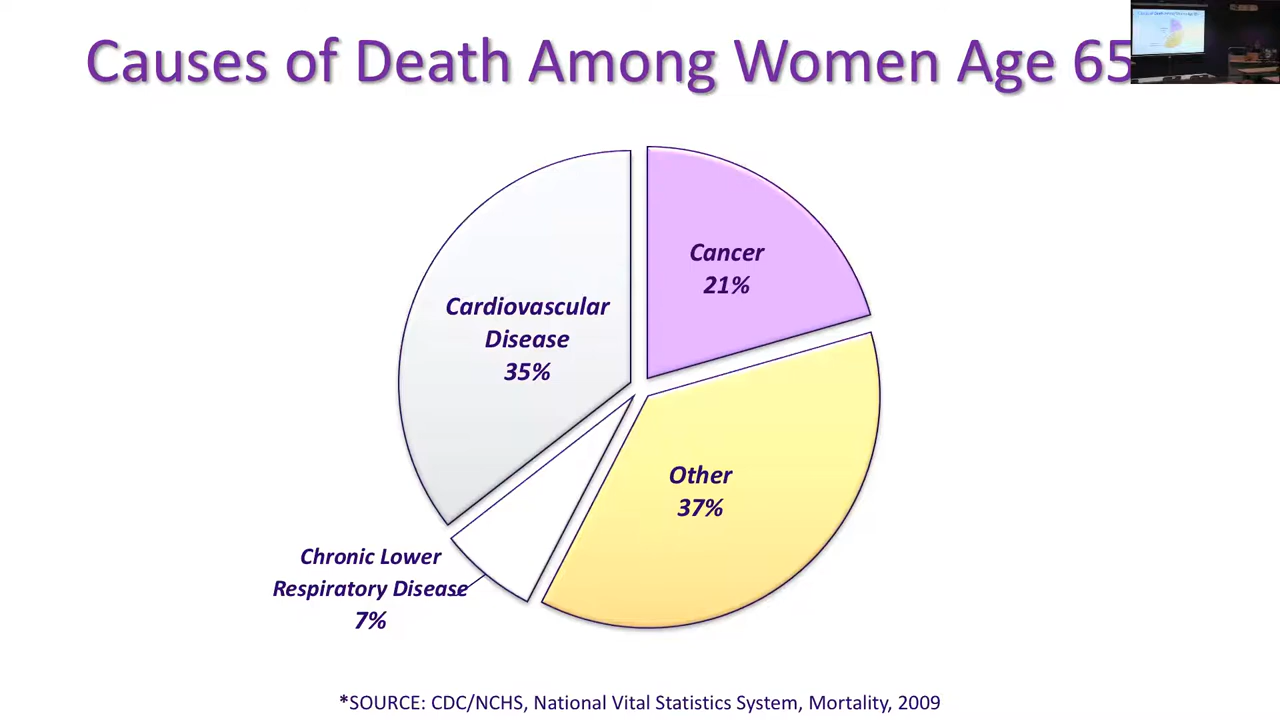 Causes of Death Among Women Age 65
Cancer
21%
Cardiovascular
Disease
35%
Other
37%
Chronic Lower
Respiratory Disease
7%
*SOURCE: CDC/NCHS, National Vital Statistics System, Mortality, 2009